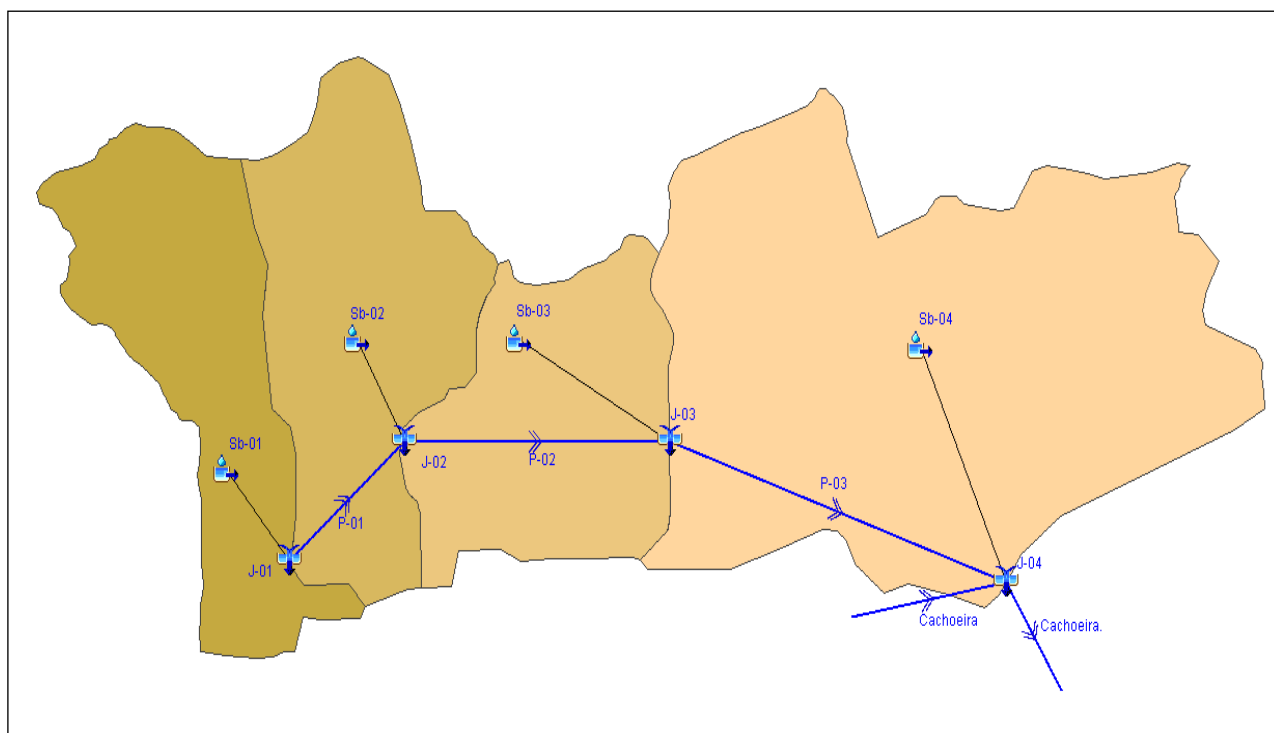 Sb-02
Sb-03
Sb-04
J-03
Sb-01
J-02
P-02
P-03
P-01
J-01
J-04
Cachoeira
Cachoeira.